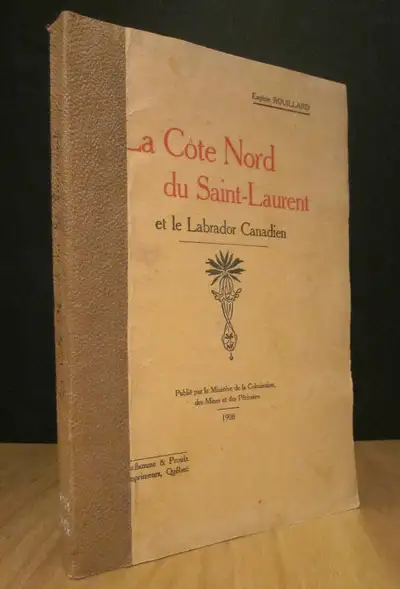 Eugène ROUILLARD
La Côte Nord
du Saint-Laurent
et le Labrador Canadien
Publié par le Ministère de la Colonisation,
des Mines et des Pêcheries
1908
& Proulx
imprimeurs, Québec